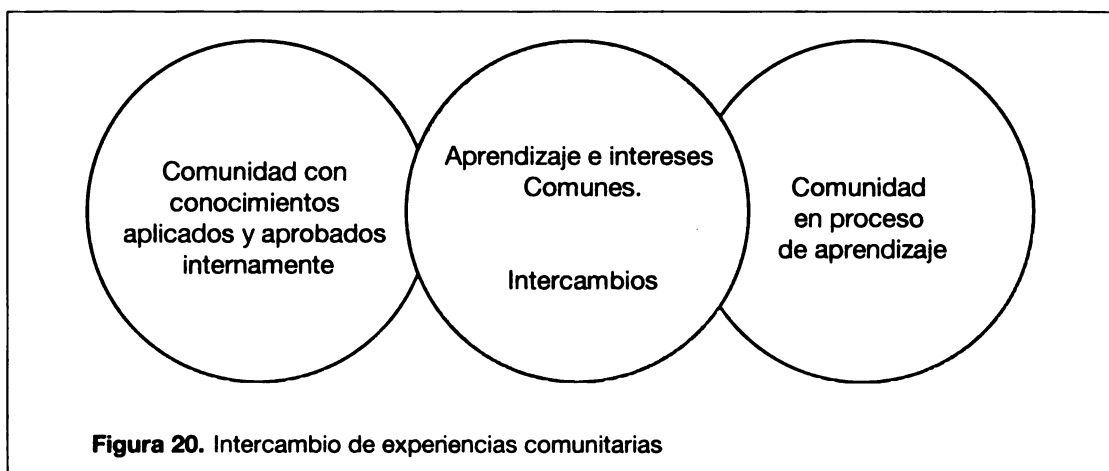 Comunidad con
conocimientos
aplicados y aprobados
internamente
Aprendizaje e intereses
Comunes.
Intercambios
Comunidad
en proceso
de aprendizaje
Figura 20. Intercambio de experiencias comunitarias